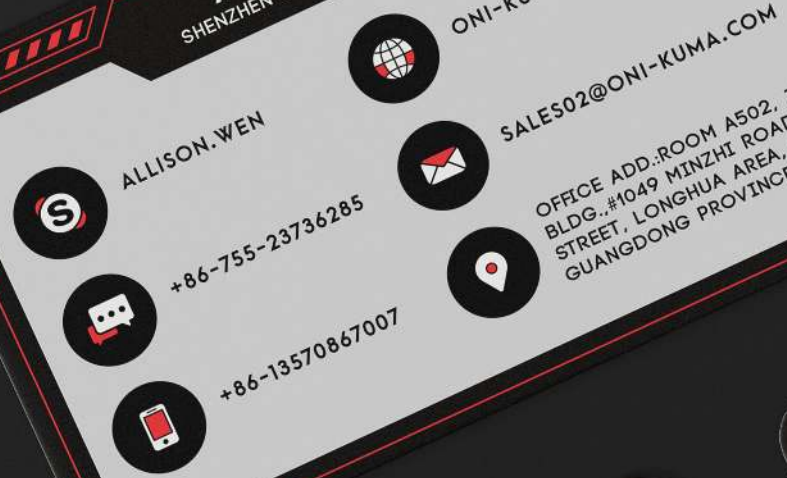 SHENZHEN
ALLISON.WEN
+86-755-23736285
+86-13570867007
SALES02@ONI-KUMA.COM
OFFICE ADD.:ROOM A502,
BLDG.,#1049 MINZHI ROAD
STREET, LONGHUA AREA,
GUANGDONG PROVINCE